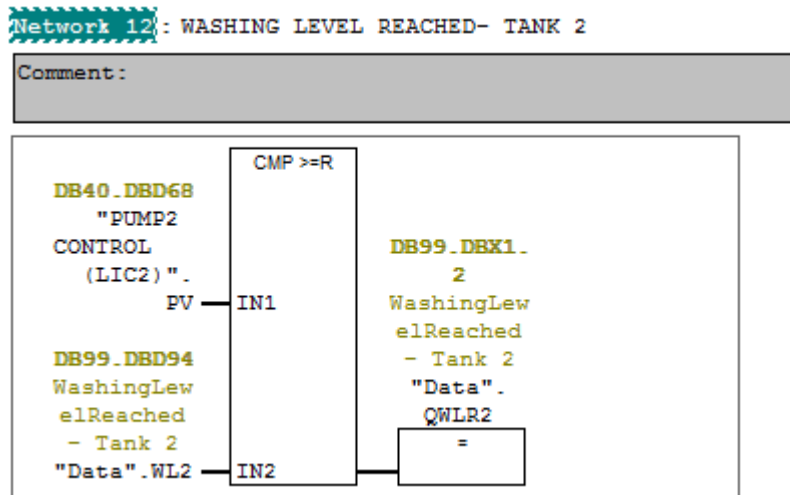 Network 12: WASHING LEVEL REACHED- TANK 2
Comment:
CMP >=R
DB40.DBD68
"PUMP2
CONTROL
(LIC2)".
PV
IN1
DB99.DBD94
WashingLew
elReached
- Tank 2
"Data".WL2
IN2
DB99.DBX1.
2
WashingLew
elReached
- Tank 2
"Data".
QWLR2
=